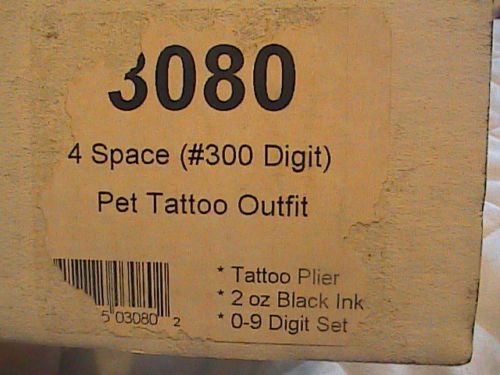 3080
4 Space (#300 Digit)
Pet Tattoo Outfit
* Tattoo Plier
* 2 oz Black Ink
* 0-9 Digit Set
5 03080 2